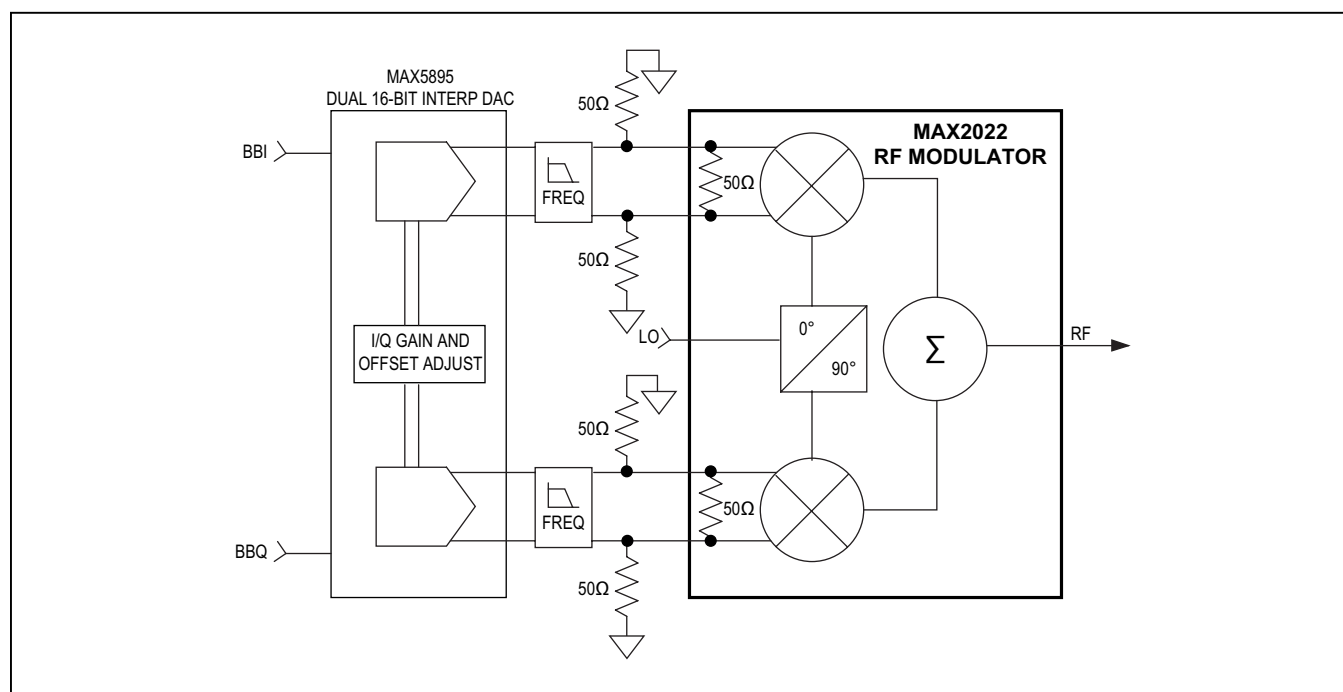 MAX5895
DUAL 16-BIT INTERP DAC
50Ω
MAX2022
RF MODULATOR
BBI
FREQ
50Ω
50Ω
I/Q GAIN AND
OFFSET ADJUST
LO
0°
90°
Σ
RF
50Ω
FREQ
50Ω
BBQ
50Ω